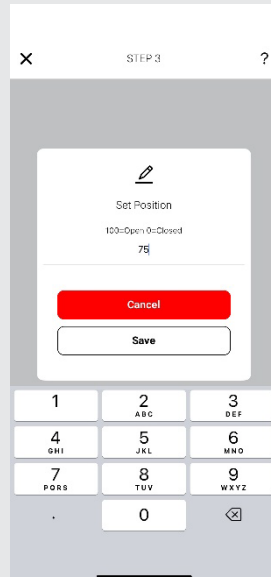 STEP 3 ?
Set Position
100=Open 0=Closed
75
Cancel
Save
1 2 3
ABC DEF
4 5 6
GHI JKL MNO
7 8 9
PQRS TUV WXYZ
. 0